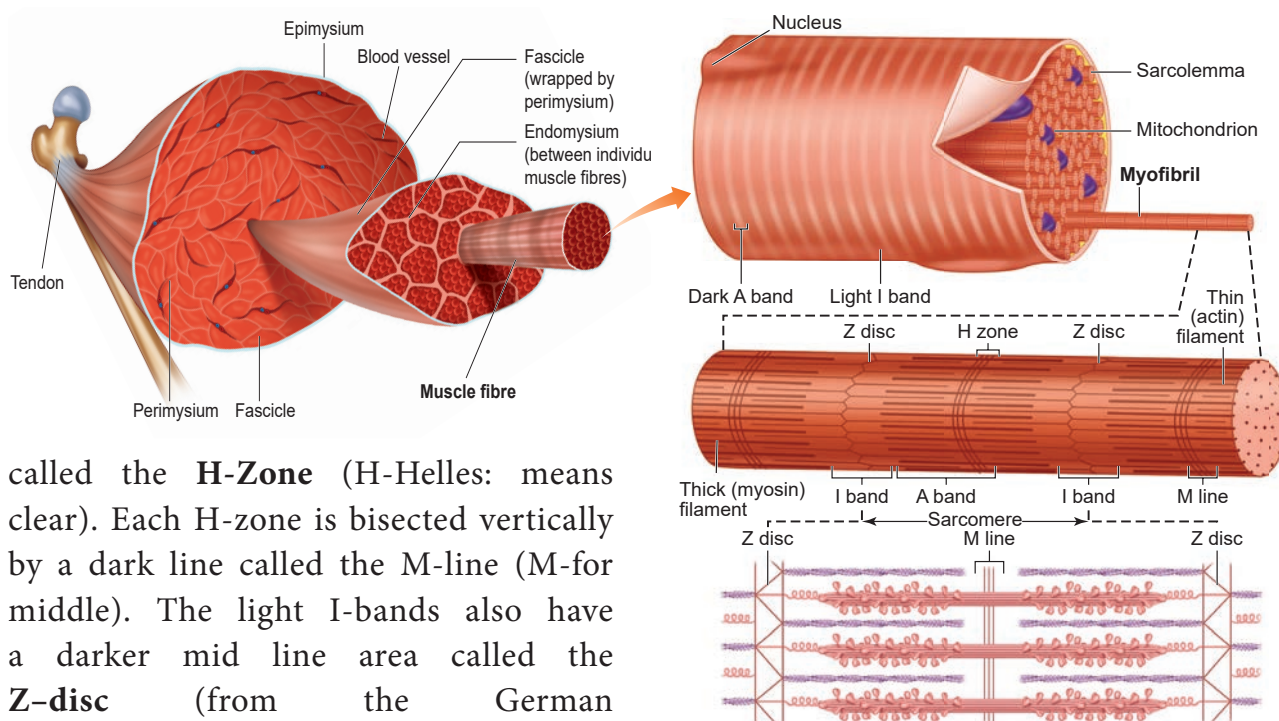 Epimysium
Blood vessel
Fascicle
(wrapped by
perimysium)
Endomysium
(between individu
muscle fibres)
Tendon
Perimysium
Fascicle
Muscle fibre
Nucleus
Sarcolemma
Mitochondrion
Myofibril
Dark A band
Light I band
Thin
(actin)
filament
Z disc
H zone
Z disc
Thick (myosin)
filament
I band
A band
I band
M line
Sarcomere
Z disc
M line
Z disc
called the H-Zone (H-Helles: means
clear). Each H-zone is bisected vertically
by a dark line called the M-line (M-for
middle). The light I-bands also have
a darker mid line area called the
Z–disc (from the German